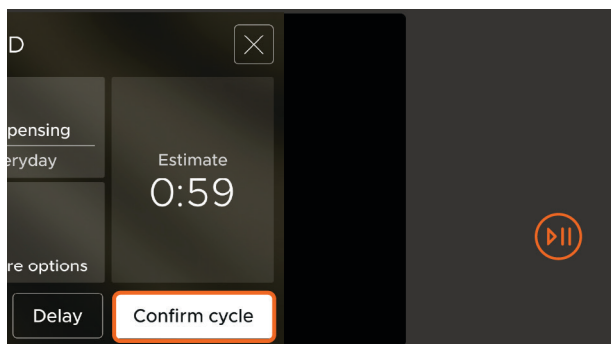 D
pensing
eryday
Estimate
0:59
re options
Delay
Confirm cycle